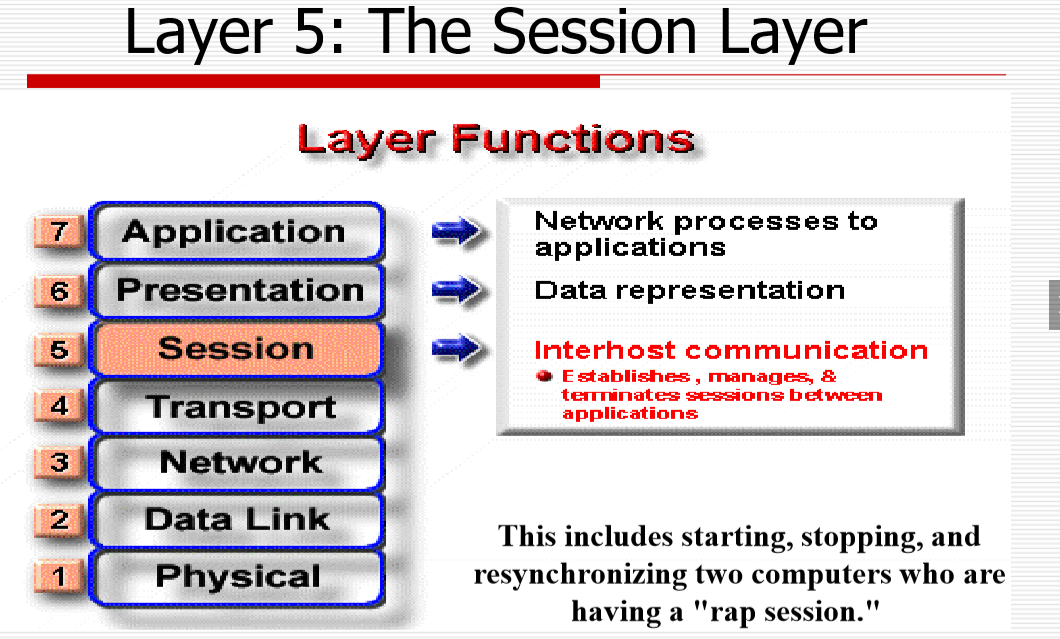 Layer 5: The Session Layer
Layer Functions
7 Application
Network processes to
applications
6 Presentation
Data representation
5 Session
Interhost communication
Establishes , manages, &
terminates sessions between
applications
4 Transport
3 Network
2 Data Link
1 Physical
This includes starting, stopping, and
resynchronizing two computers who are
having a "rap session."